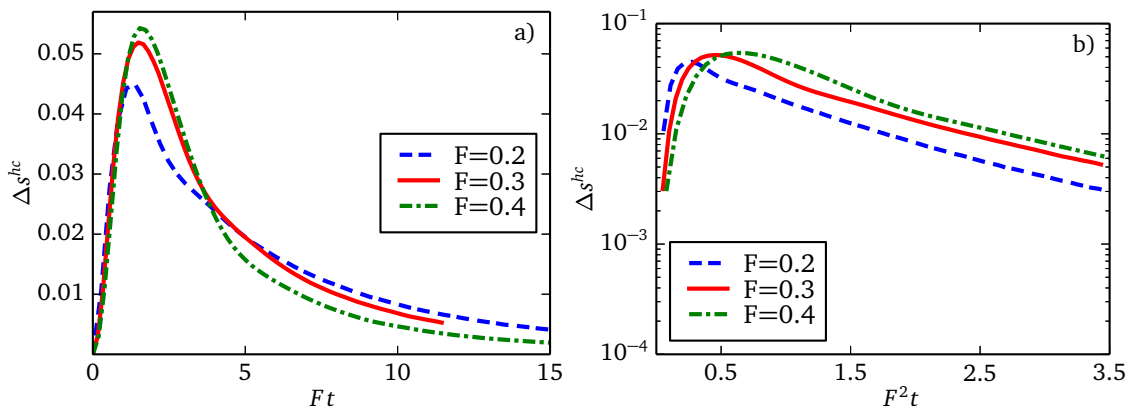 a)
0.05
0.04
0.03
0.02
0.01
Δs^{hc}
F=0.2
F=0.3
F=0.4
0 5 10 15
Ft
b)
10^{−1}
10^{−2}
10^{−3}
10^{−4}
Δs^{hc}
F=0.2
F=0.3
F=0.4
0.5 1.5 2.5 3.5
F^2t